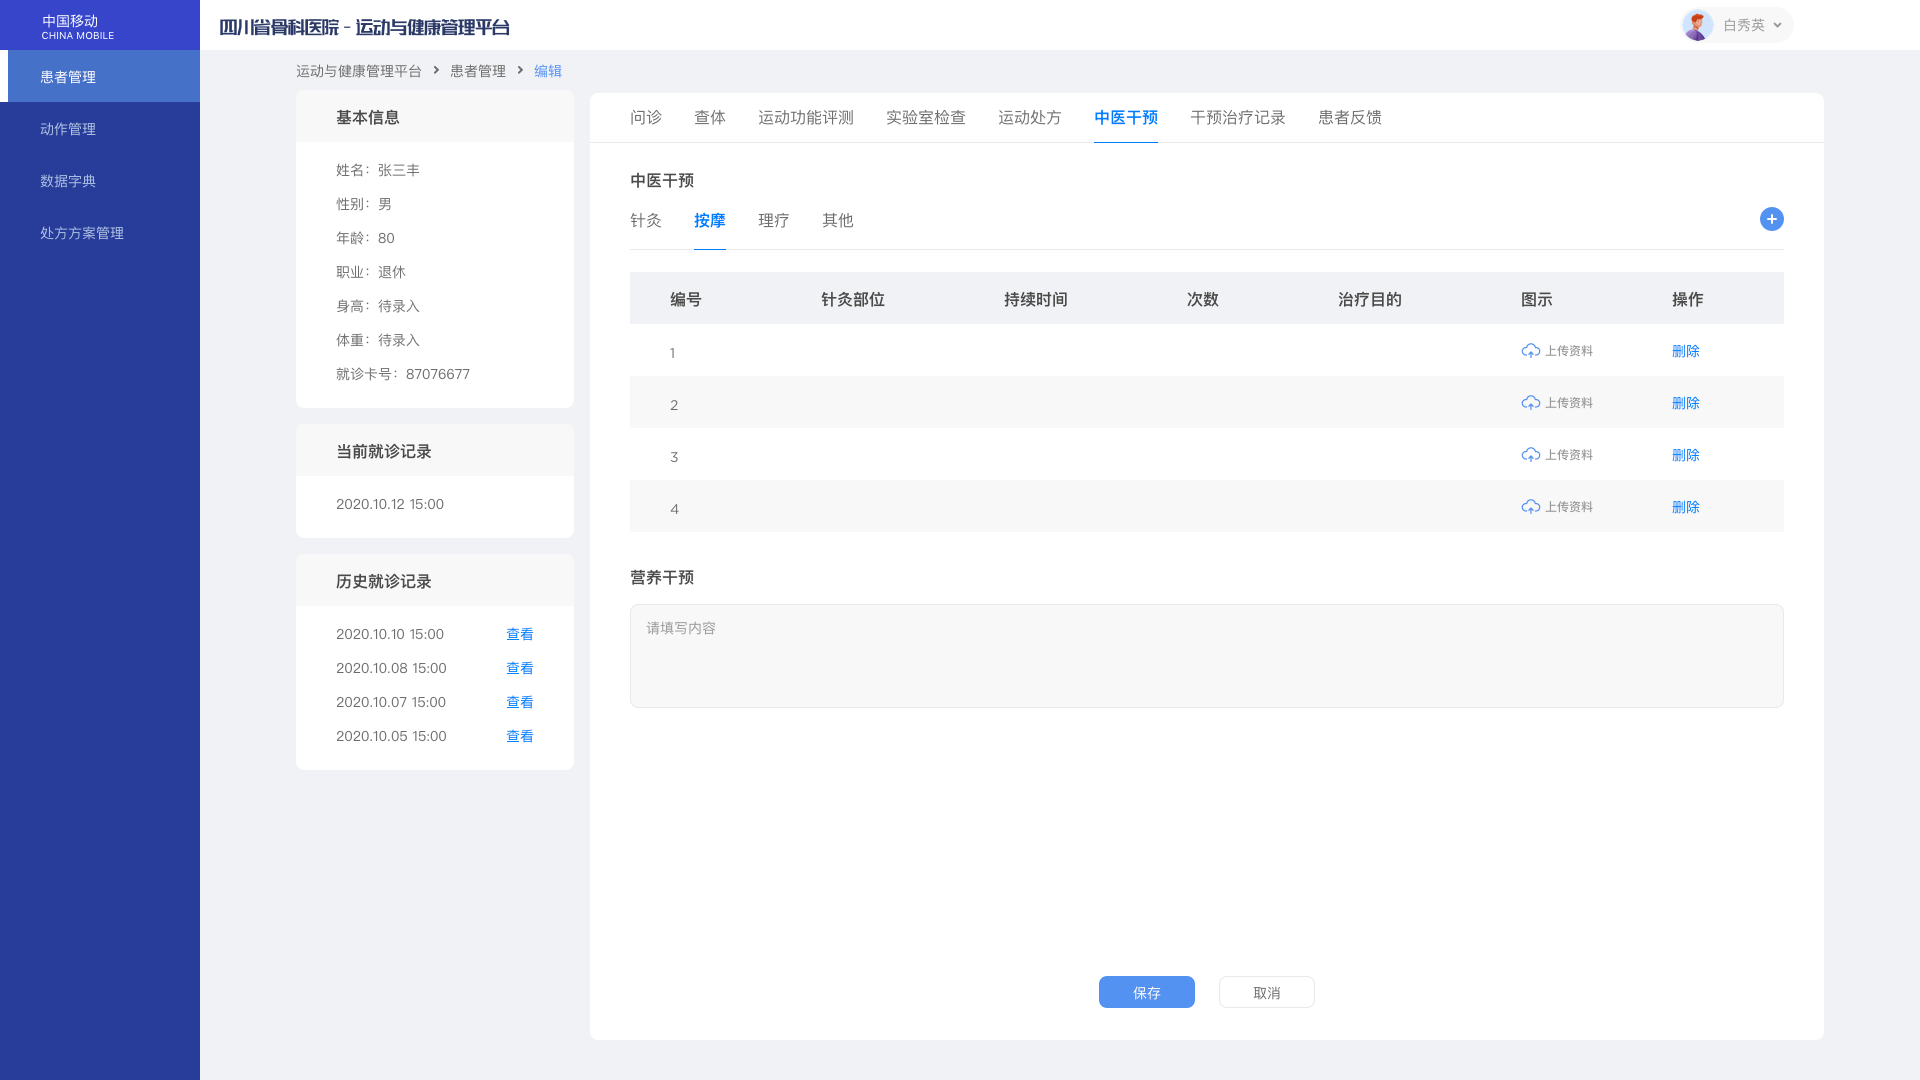 中国移动
CHINA MOBILE
四川省骨科医院 - 运动与健康管理平台
白秀英
患者管理
动作管理
数据字典
处方方案管理
运动与健康管理平台 > 患者管理 > 编辑
基本信息
姓名：张三丰
性别：男
年龄：80
职业：退休
身高：待录入
体重：待录入
就诊卡号：87076677
当前就诊记录
2020.10.12 15:00
历史就诊记录
2020.10.10 15:00 查看
2020.10.08 15:00 查看
2020.10.07 15:00 查看
2020.10.05 15:00 查看
问诊 查体 运动功能评测 实验室检查 运动处方 中医干预 干预治疗记录 患者反馈
中医干预
针灸 按摩 理疗 其他
编号 针灸部位 持续时间 次数 治疗目的 图示 操作
1 上传资料 删除
2 上传资料 删除
3 上传资料 删除
4 上传资料 删除
营养干预
请填写内容
保存 取消